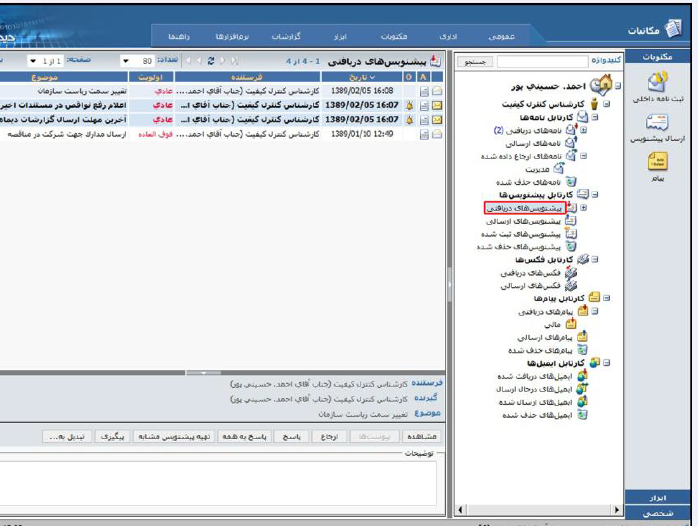 مکاتبات
عمومی
اداری
مکتوبات
ابزار
گزارشات
نرم‌افزارها
راهنما
مکتوبات
ثبت نامه داخلی
ارسال پیشنویس
پیام
ابزار
شخصی
کلیدواژه
جستجو
احمد. حسینی پور
کارشناس کنترل کیفیت
کارتابل نامه‌ها
نامه‌های دریافتی (2)
نامه‌های ارسالی
نامه‌های ارجاع داده شده
مدیریت
نامه‌های حذف شده
کارتابل پیشنویس‌ها
پیشنویس‌های دریافتی
پیشنویس‌های ارسالی
پیشنویس‌های ثبت شده
پیشنویس‌های حذف شده
کارتابل فکس‌ها
فکس‌های دریافتی
فکس‌های ارسالی
کارتابل پیام‌ها
پیام‌های دریافتی
مالی
پیام‌های ارسالی
پیام‌های حذف شده
کارتابل ایمیل‌ها
ایمیل‌های دریافت شده
ایمیل‌های درحال ارسال
ایمیل‌های ارسال شده
ایمیل‌های حذف شده
پیشنویس‌های دریافتی 1 - 4 از 4 تعداد: 80 صفحه: 1 از 1
A 0 تاریخ فرستنده اولویت موضوع
1389/02/05 16:08 کارشناس کنترل کیفیت (جناب آقای احمد.... عادي تغییر سمت ریاست سازمان
1389/02/05 16:07 کارشناس کنترل کیفیت (جناب آقای ا... عادي اعلام رفع نواقص در مستندات اخیر
1389/02/05 16:07 کارشناس کنترل کیفیت (جناب آقای ا... عادي آخرین مهلت ارسال گزارشات
1389/01/10 12:49 کارشناس کنترل کیفیت (جناب آقای احمد.... فوق العاده ارسال مدارك جهت شرکت در مناقصه
فرستنده کارشناس کنترل کیفیت (جناب آقای احمد. حسینی پور)
گیرنده کارشناس کنترل کیفیت (جناب آقای احمد. حسینی پور)
موضوع تغییر سمت ریاست سازمان
مشاهده پیوست‌ها ارجاع پاسخ پاسخ به همه تهیه پیشنویس مشابه پیگیری تبدیل به...
توضیحات